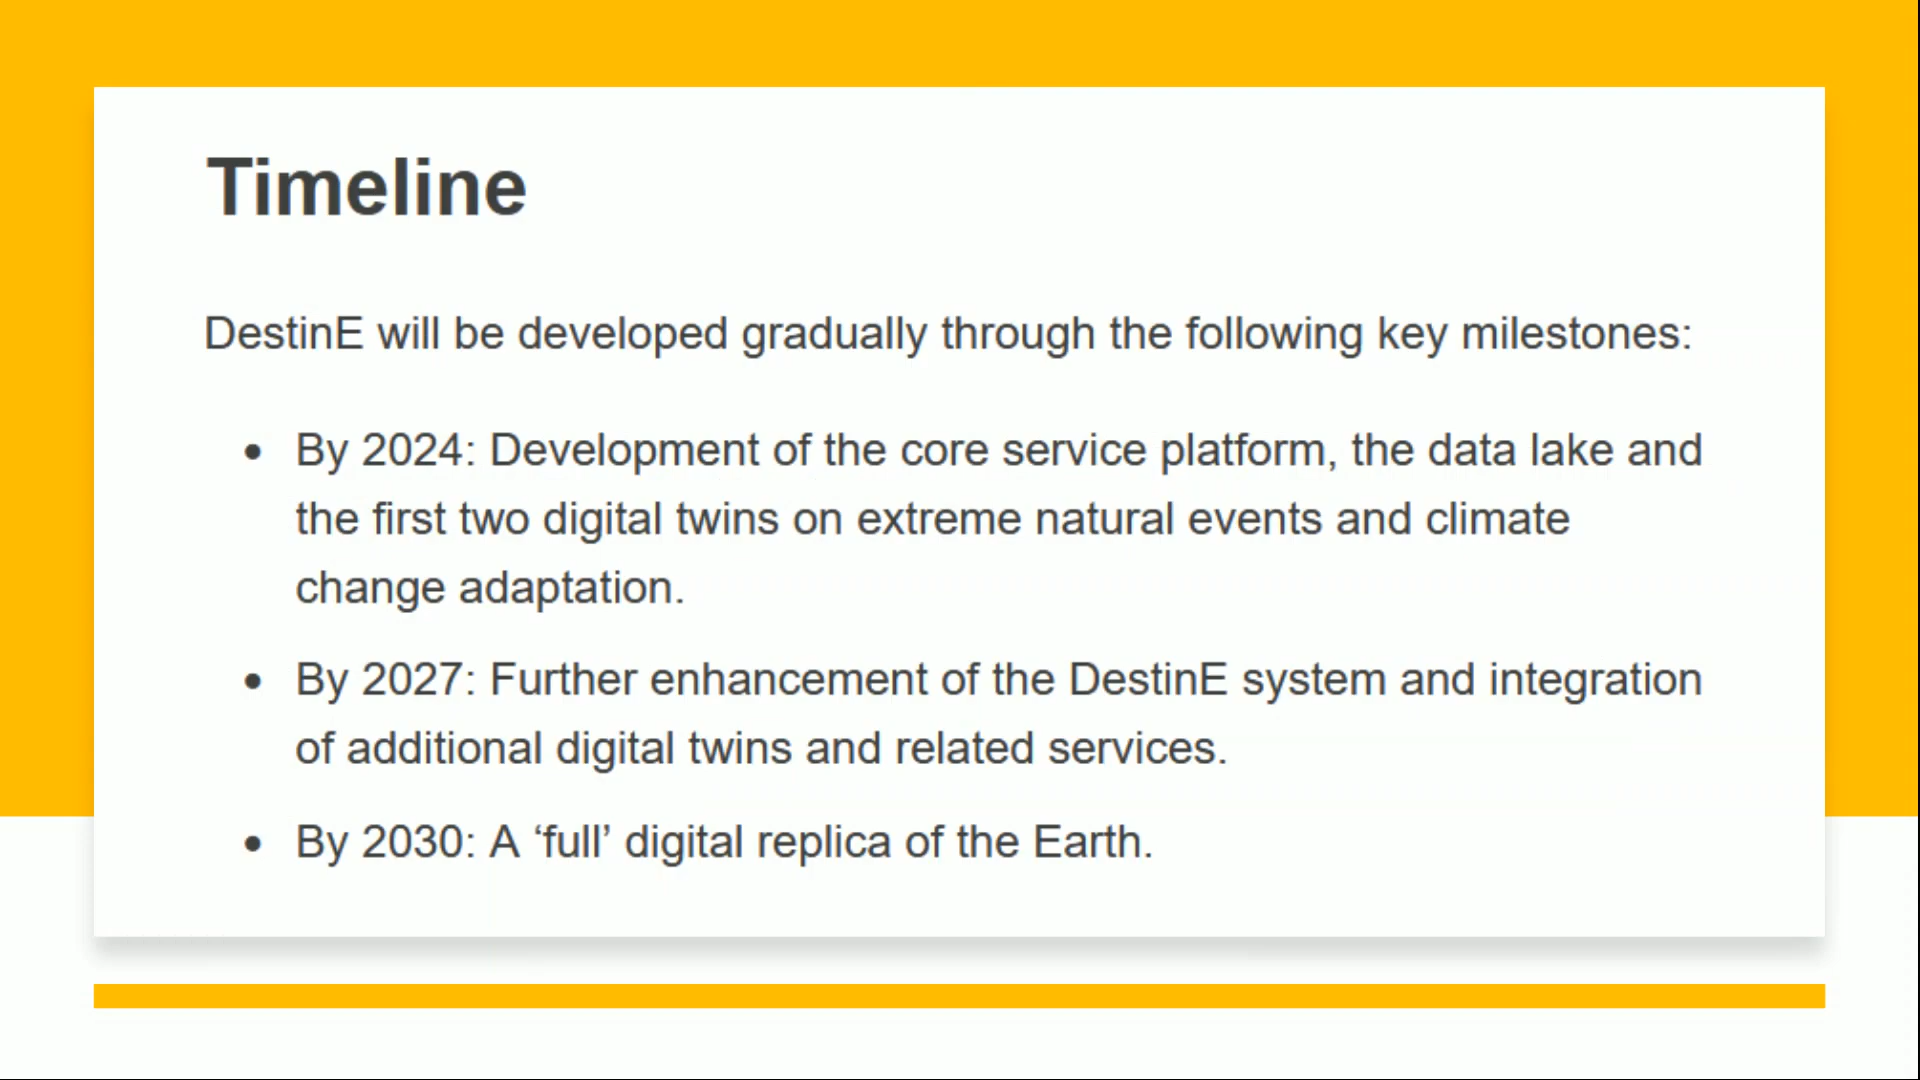 Timeline
DestinE will be developed gradually through the following key milestones:
• By 2024: Development of the core service platform, the data lake and
the first two digital twins on extreme natural events and climate
change adaptation.
• By 2027: Further enhancement of the DestinE system and integration
of additional digital twins and related services.
• By 2030: A ‘full’ digital replica of the Earth.